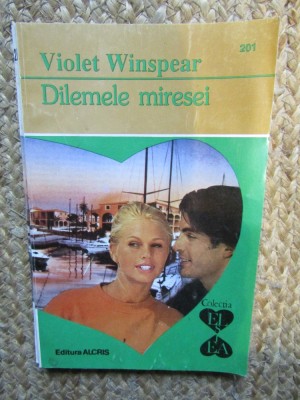 201
Violet Winspear
Dilemele miresei
Colecția
EL
EA
Editura ALCRIS